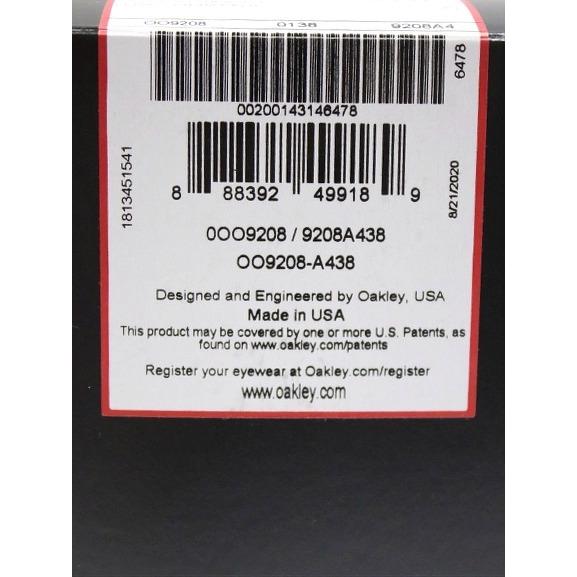 OO9208 0138 9208A4
6478
00200143146478
1813451541
8 88392 49918 9
8/21/2020
0OO9208 / 9208A438
OO9208-A438
Designed and Engineered by Oakley, USA
Made in USA
This product may be covered by one or more U.S. Patents, as
found on www.oakley.com/patents
Register your eyewear at Oakley.com/register
www.oakley.com